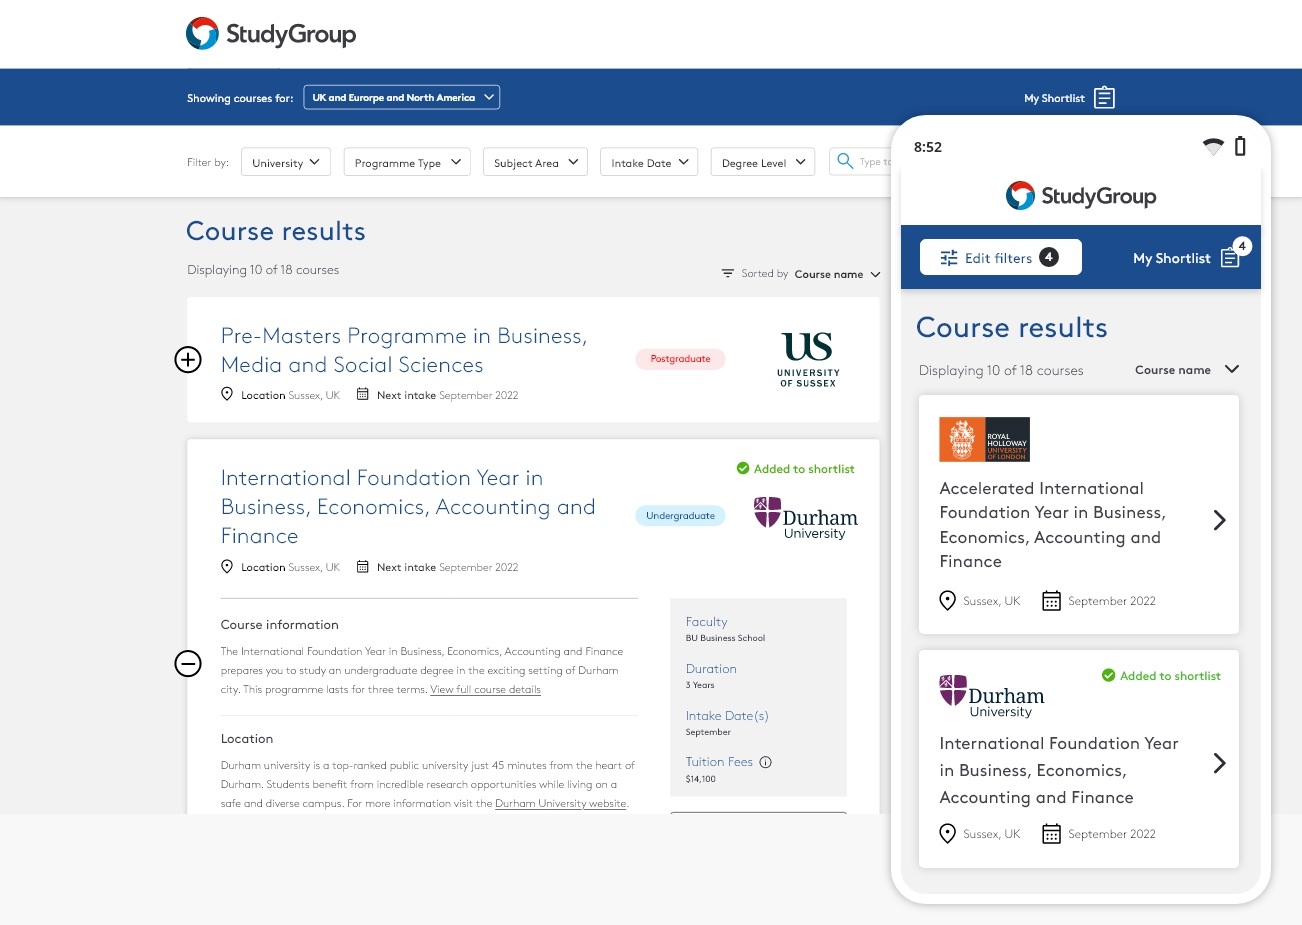 StudyGroup
Showing courses for:
UK and Eurorpe and North America
My Shortlist
Filter by:
University
Programme Type
Subject Area
Intake Date
Degree Level
Type to
Course results
Displaying 10 of 18 courses
Sorted by Course name
Pre-Masters Programme in Business,
Media and Social Sciences
Location Sussex, UK
Next intake September 2022
Postgraduate
US
UNIVERSITY
OF SUSSEX
Added to shortlist
International Foundation Year in
Business, Economics, Accounting and
Finance
Location Sussex, UK
Next intake September 2022
Undergraduate
Durham
University
Course information
The International Foundation Year in Business, Economics, Accounting and Finance
prepares you to study an undergraduate degree in the exciting setting of Durham
city. This programme lasts for three terms. View full course details
Location
Durham university is a top-ranked public university just 45 minutes from the heart of
Durham. Students benefit from incredible research opportunities while living on a
safe and diverse campus. For more information visit the Durham University website.
Faculty
BU Business School
Duration
3 Years
Intake Date(s)
September
Tuition Fees
$14,100
8:52
StudyGroup
Edit filters 4
My Shortlist 4
Course results
Displaying 10 of 18 courses
Course name
ROYAL
HOLLOWAY
UNIVERSITY
OF LONDON
Accelerated International
Foundation Year in Business,
Economics, Accounting and
Finance
Sussex, UK
September 2022
Added to shortlist
Durham
University
International Foundation Year
in Business, Economics,
Accounting and Finance
Sussex, UK
September 2022